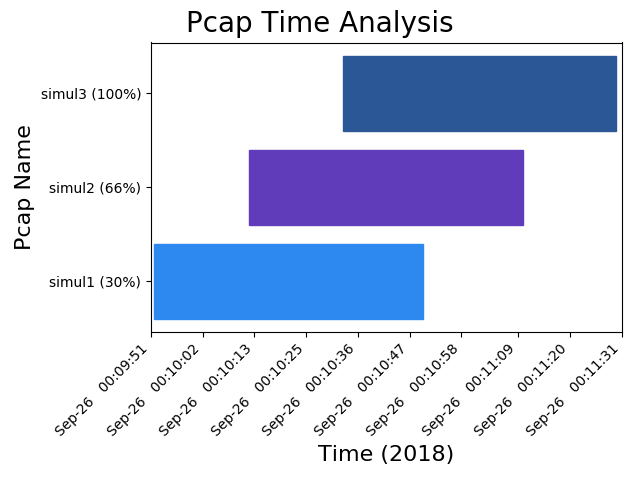 Pcap Time Analysis
Pcap Name
simul3 (100%)
simul2 (66%)
simul1 (30%)
Sep-26   00:09:51
Sep-26   00:10:02
Sep-26   00:10:13
Sep-26   00:10:25
Sep-26   00:10:36
Sep-26   00:10:47
Sep-26   00:10:58
Sep-26   00:11:09
Sep-26   00:11:20
Sep-26   00:11:31
Time (2018)